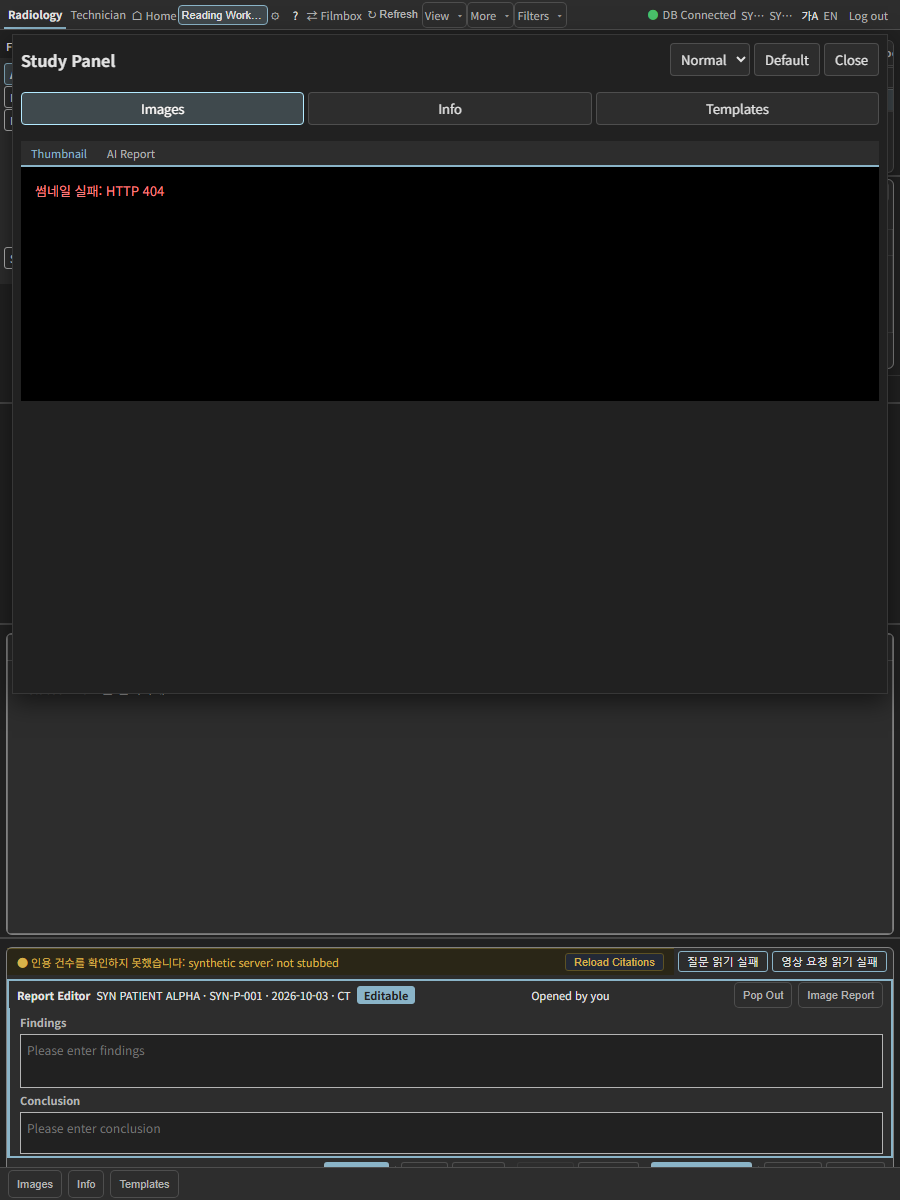 Radiology Technician Home Reading Work... ? Filmbox Refresh View More Filters DB Connected SY··· SY··· 가A EN Log out
Study Panel Normal Default Close
Images Info Templates
Thumbnail AI Report
썸네일 실패: HTTP 404
인용 건수를 확인하지 못했습니다: synthetic server: not stubbed Reload Citations 질문 읽기 실패 영상 요청 읽기 실패
Report Editor SYN PATIENT ALPHA · SYN-P-001 · 2026-10-03 · CT Editable Opened by you Pop Out Image Report
Findings
Please enter findings
Conclusion
Please enter conclusion
Images Info Templates